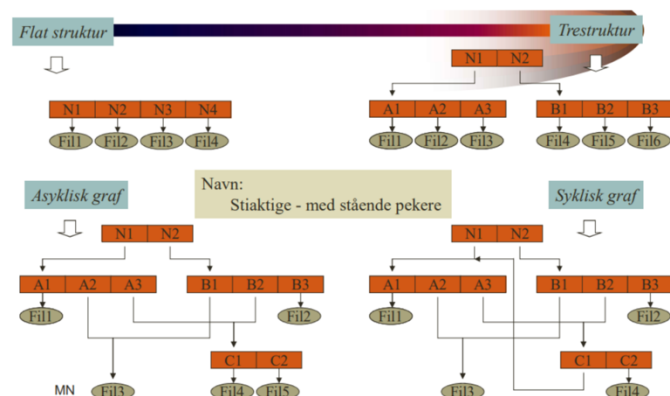 Flat struktur
Trestruktur
N1 N2
N1 N2 N3 N4
A1 A2 A3
B1 B2 B3
Fil1 Fil2 Fil3 Fil4
Fil1 Fil2 Fil3
Fil4 Fil5 Fil6
Asyklisk graf
Navn:
Stiaktige - med stående pekere
Syklisk graf
N1 N2
N1 N2
A1 A2 A3
B1 B2 B3
A1 A2 A3
B1 B2 B3
Fil1
Fil2
Fil1
Fil2
C1 C2
C1 C2
MN
Fil3
Fil4 Fil5
Fil3
Fil4